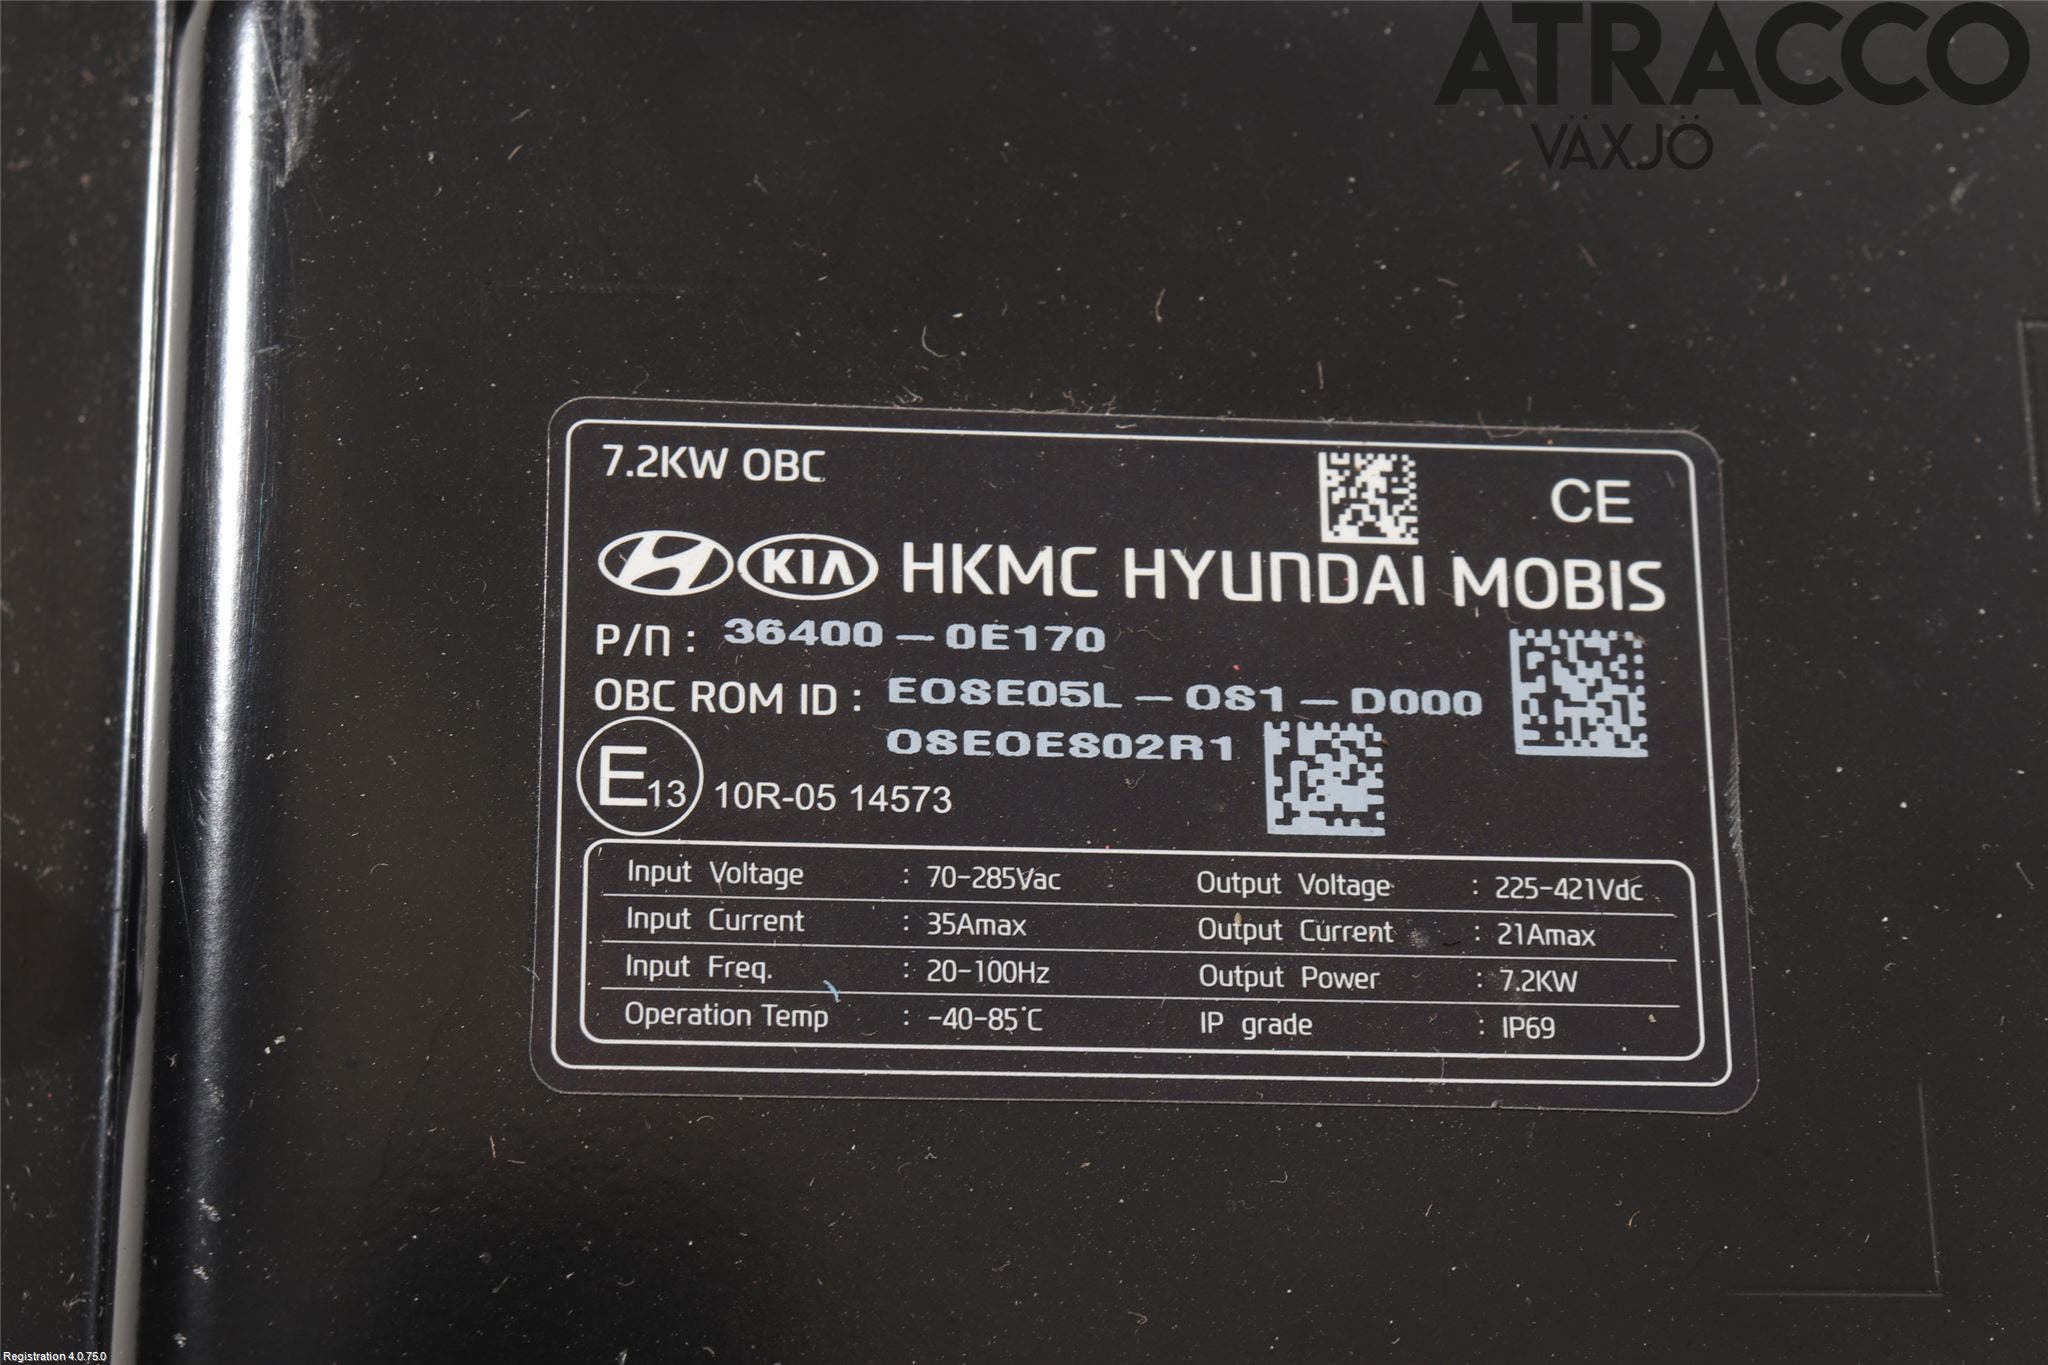 ATRACCO
VÄXJÖ
7.2KW OBC
CE
KIA HKMC HYUNDAI MOBIS
P/N : 36400-0E170
OBC ROM ID : E08E05L-0S1-D000
08E0ES02R1
E13 10R-05 14573
Input Voltage : 70-285Vac Output Voltage : 225-421Vdc
Input Current : 35Amax Output Current : 21Amax
Input Freq. : 20-100Hz Output Power : 7.2KW
Operation Temp : -40-85°C IP grade : IP69
Registration 4.0.75.0